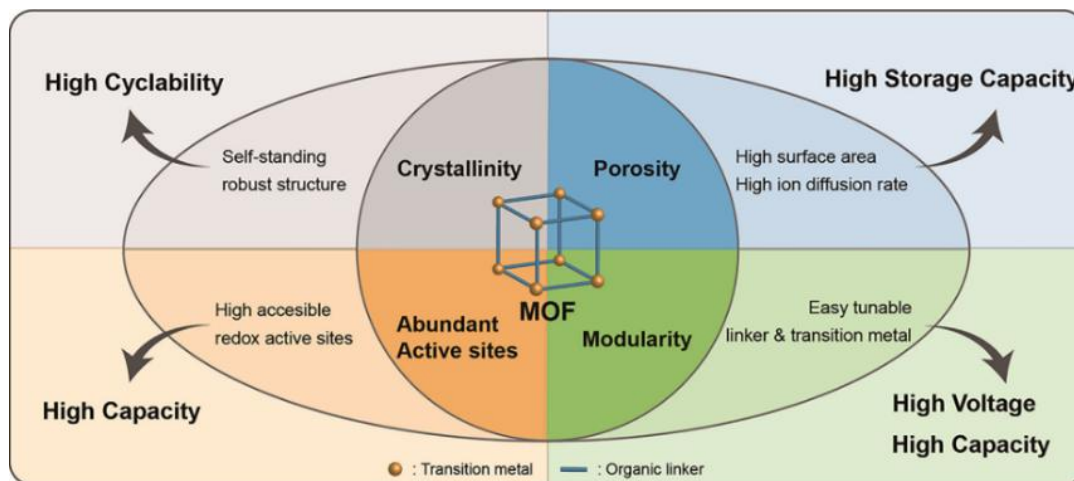 High Cyclability
Self-standing
robust structure
Crystallinity
Porosity
High surface area
High ion diffusion rate
High Storage Capacity
High accesible
redox active sites
High Capacity
Abundant
Active sites
MOF
Modularity
Easy tunable
linker & transition metal
High Voltage
High Capacity
: Transition metal
: Organic linker